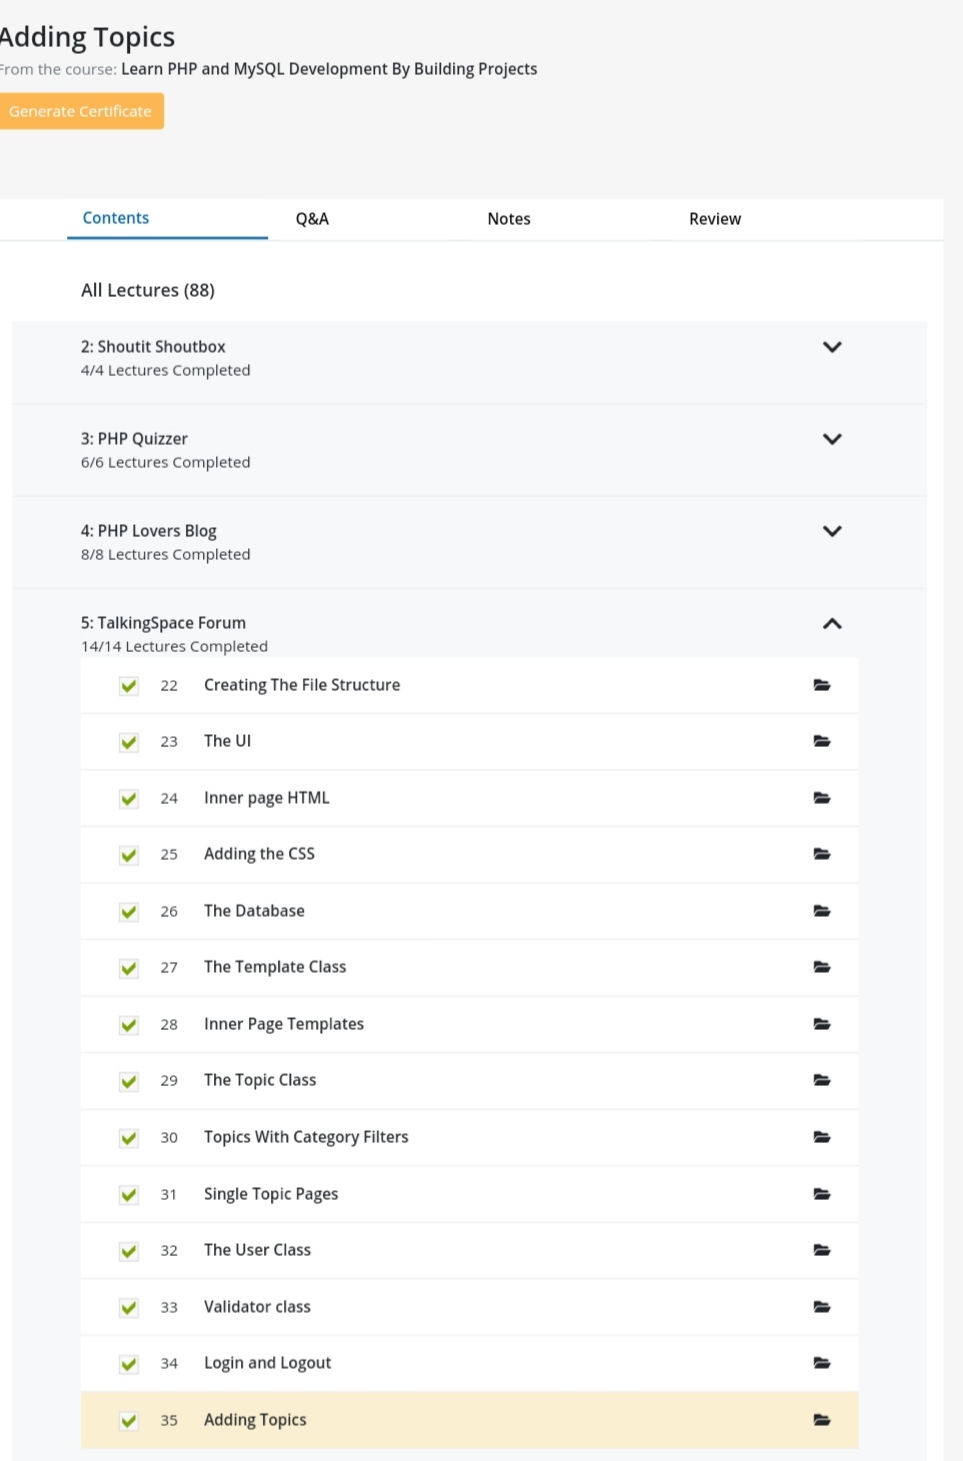 Adding Topics
From the course: Learn PHP and MySQL Development By Building Projects
Generate Certificate
Contents Q&A Notes Review
All Lectures (88)
2: Shoutit Shoutbox
4/4 Lectures Completed
3: PHP Quizzer
6/6 Lectures Completed
4: PHP Lovers Blog
8/8 Lectures Completed
5: TalkingSpace Forum
14/14 Lectures Completed
22 Creating The File Structure
23 The UI
24 Inner page HTML
25 Adding the CSS
26 The Database
27 The Template Class
28 Inner Page Templates
29 The Topic Class
30 Topics With Category Filters
31 Single Topic Pages
32 The User Class
33 Validator class
34 Login and Logout
35 Adding Topics